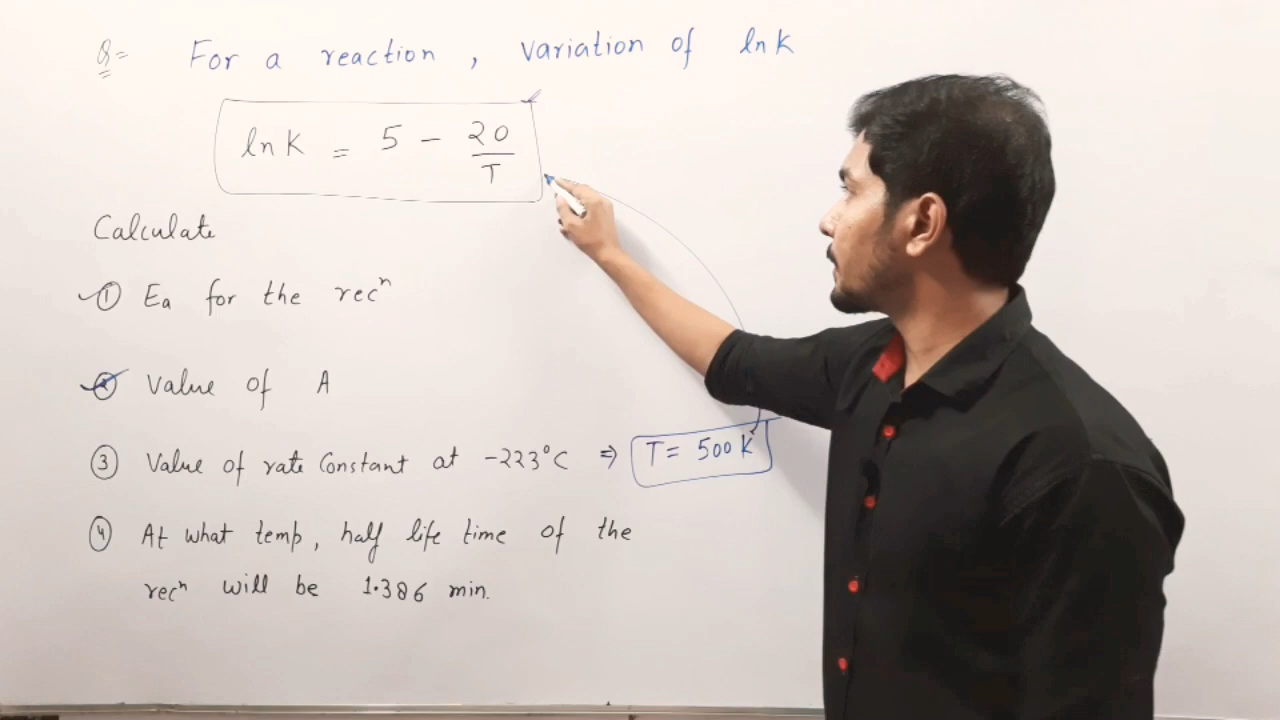 Q= For a reaction, variation of ln K
ln K = 5 - 20/T
Calculate
① Ea for the recⁿ
② Value of A
③ Value of rate Constant at -223°C ⇒ T = 500 K
④ At what temp, half life time of the
recⁿ will be 1.386 min.